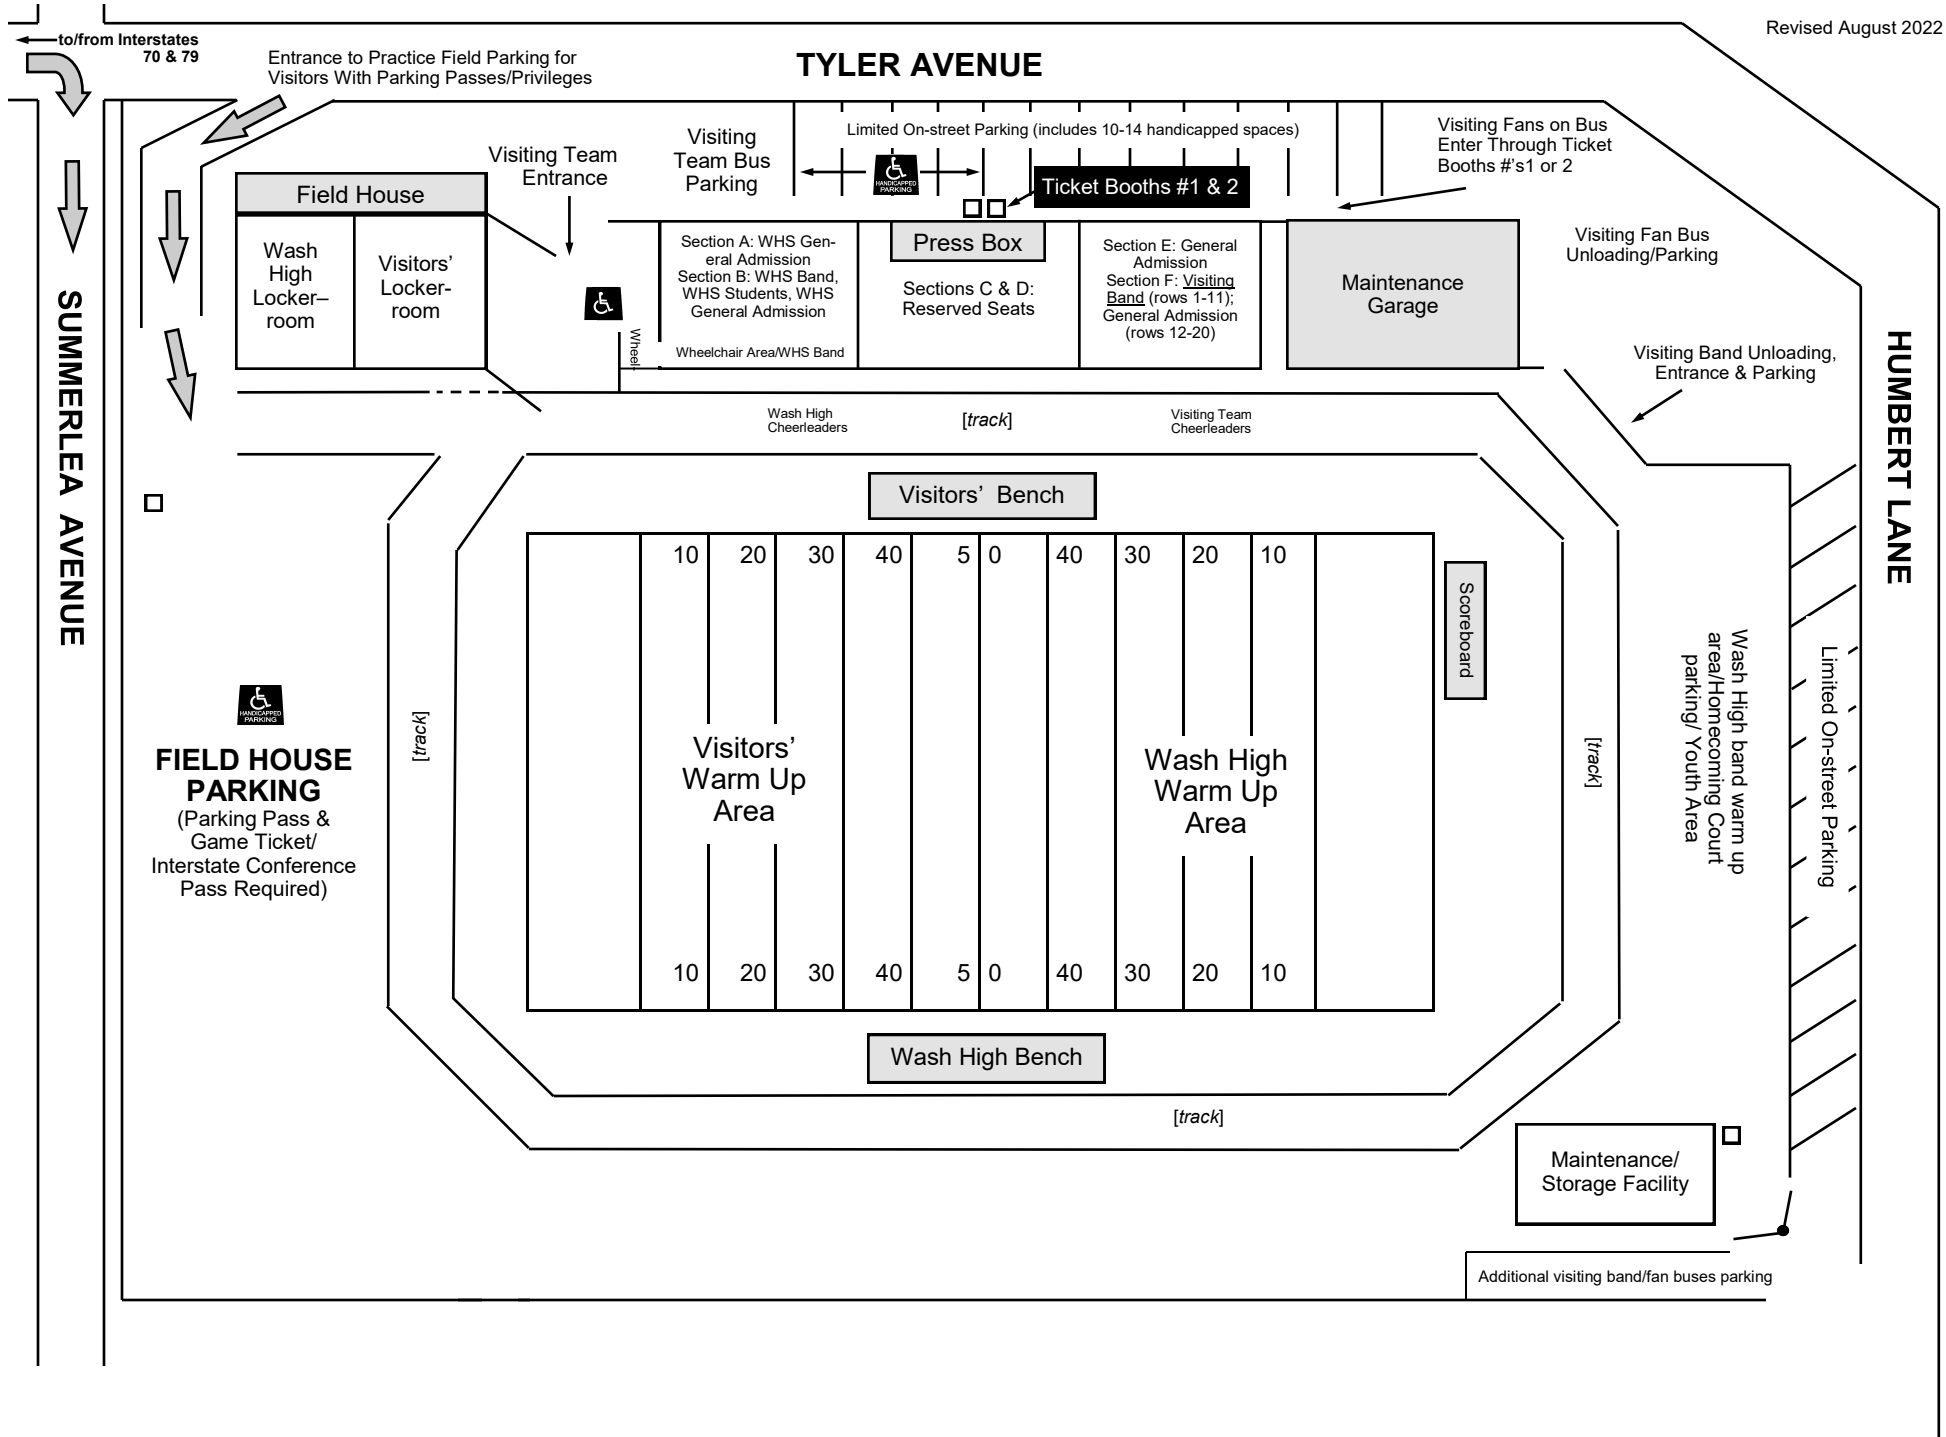 Revised August 2022
to/from Interstates
70 & 79
Entrance to Practice Field Parking for
Visitors With Parking Passes/Privileges
TYLER AVENUE
Visiting Team
Entrance
Visiting
Team Bus
Parking
Limited On-street Parking (includes 10-14 handicapped spaces)
HANDICAPPED
PARKING
Ticket Booths #1 & 2
Visiting Fans on Bus
Enter Through Ticket
Booths #'s1 or 2
Field House
Wash
High
Locker–
room
Visitors’
Locker-
room
Wheel-
Section A: WHS Gen-
eral Admission
Section B: WHS Band,
WHS Students, WHS
General Admission
Wheelchair Area/WHS Band
Press Box
Sections C & D:
Reserved Seats
Section E: General
Admission
Section F: Visiting
Band (rows 1-11);
General Admission
(rows 12-20)
Maintenance
Garage
Visiting Fan Bus
Unloading/Parking
Visiting Band Unloading,
Entrance & Parking
SUMMERLEA AVENUE
HUMBERT LANE
Wash High
Cheerleaders
[track]
Visiting Team
Cheerleaders
Visitors’ Bench
10 20 30 40 5 0 40 30 20 10
Scoreboard
HANDICAPPED
PARKING
FIELD HOUSE
PARKING
(Parking Pass &
Game Ticket/
Interstate Conference
Pass Required)
[track]
Visitors’
Warm Up
Area
Wash High
Warm Up
Area
[track]
Wash High band warm up
area/Homecoming Court
parking/ Youth Area
Limited On-street Parking
10 20 30 40 5 0 40 30 20 10
Wash High Bench
[track]
Maintenance/
Storage Facility
Additional visiting band/fan buses parking